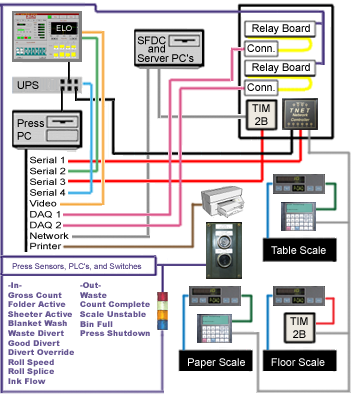 ELO
SFDC
and
Server PC's
Relay Board
Conn.
Relay Board
Conn.
UPS
TIM
2B
TNET
Network
Controller
Press
PC
Serial 1
Serial 2
Serial 3
Serial 4
Video
DAQ 1
DAQ 2
Network
Printer
Table Scale
Press Sensors, PLC's, and Switches
-In-
Gross Count
Folder Active
Sheeter Active
Blanket Wash
Waste Divert
Good Divert
Divert Override
Roll Speed
Roll Splice
Ink Flow
-Out-
Waste
Count Complete
Scale Unstable
Bin Full
Press Shutdown
TIM
2B
Paper Scale
Floor Scale